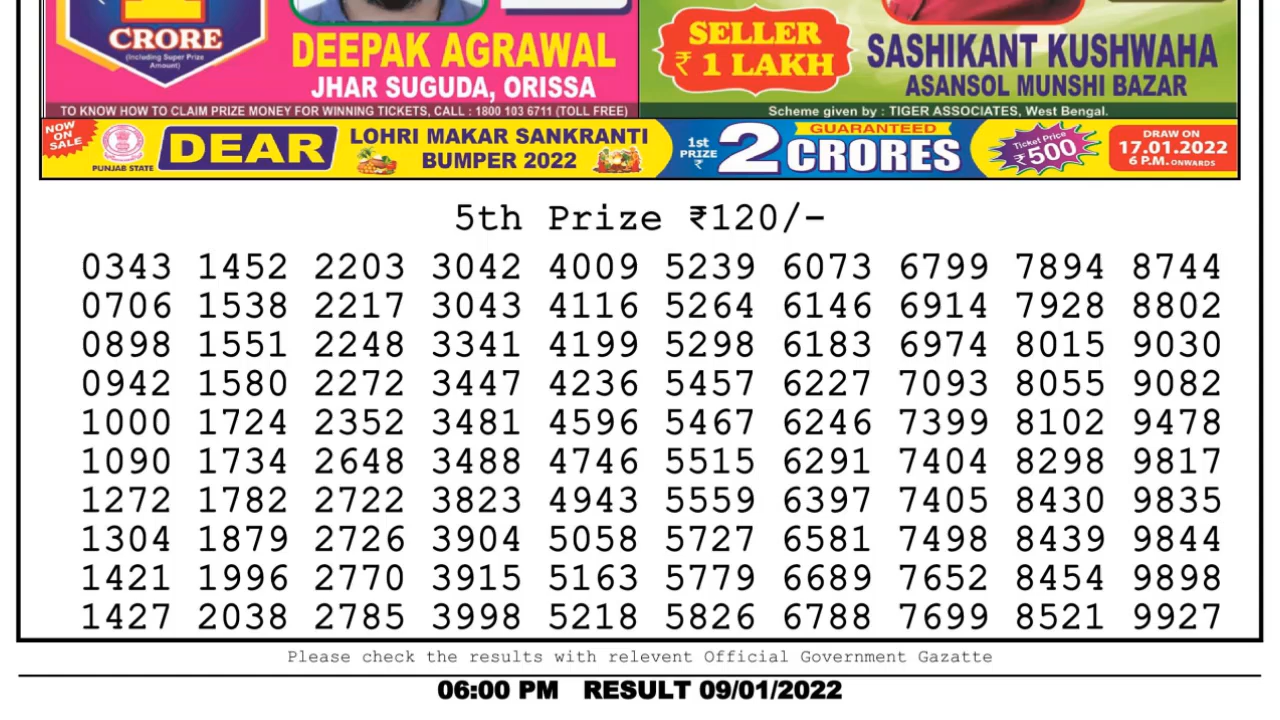 CRORE
(Including Super Prize
Amount)
DEEPAK AGRAWAL
JHAR SUGUDA, ORISSA
SELLER
₹ 1 LAKH
SASHIKANT KUSHWAHA
ASANSOL MUNSHI BAZAR
TO KNOW HOW TO CLAIM PRIZE MONEY FOR WINNING TICKETS, CALL : 1800 103 6711 (TOLL FREE)
Scheme given by : TIGER ASSOCIATES, West Bengal.
NOW
ON
SALE
PUNJAB STATE
DEAR
LOHRI MAKAR SANKRANTI
BUMPER 2022
1st
PRIZE
₹
2
GUARANTEED
CRORES
Ticket Price
₹500
DRAW ON
17.01.2022
6 P.M. ONWARDS
5th Prize ₹120/-
0343 1452 2203 3042 4009 5239 6073 6799 7894 8744
0706 1538 2217 3043 4116 5264 6146 6914 7928 8802
0898 1551 2248 3341 4199 5298 6183 6974 8015 9030
0942 1580 2272 3447 4236 5457 6227 7093 8055 9082
1000 1724 2352 3481 4596 5467 6246 7399 8102 9478
1090 1734 2648 3488 4746 5515 6291 7404 8298 9817
1272 1782 2722 3823 4943 5559 6397 7405 8430 9835
1304 1879 2726 3904 5058 5727 6581 7498 8439 9844
1421 1996 2770 3915 5163 5779 6689 7652 8454 9898
1427 2038 2785 3998 5218 5826 6788 7699 8521 9927
Please check the results with relevent Official Government Gazatte
06:00 PM RESULT 09/01/2022